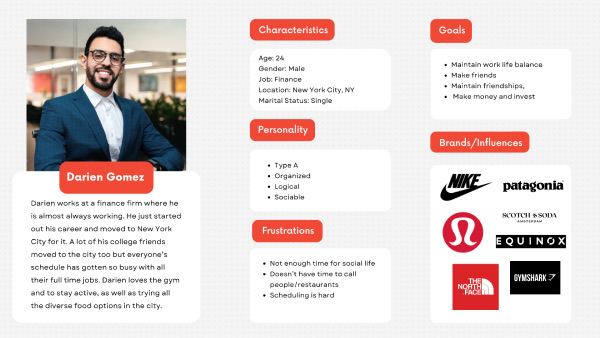 Darien Gomez
Darien works at a finance firm where he
is almost always working. He just started
out his career and moved to New York
City for it. A lot of his college friends
moved to the city too but everyone's
schedule has gotten so busy with all
their full time jobs. Darien loves the gym
and to stay active, as well as trying all
the diverse food options in the city.
Characteristics
Age: 24
Gender: Male
Job: Finance
Location: New York City, NY
Marital Status: Single
Personality
Type A
Organized
Logical
Sociable
Frustrations
Not enough time for social life
Doesn't have time to call
people/restaurants
Scheduling is hard
Goals
Maintain work life balance
Make friends
Maintain friendships,
Make money and invest
Brands/Influences
NIKE
patagonia
SCOTCH & SODA
AMSTERDAM
EQUINOX
THE
NORTH
FACE
GYMSHARK